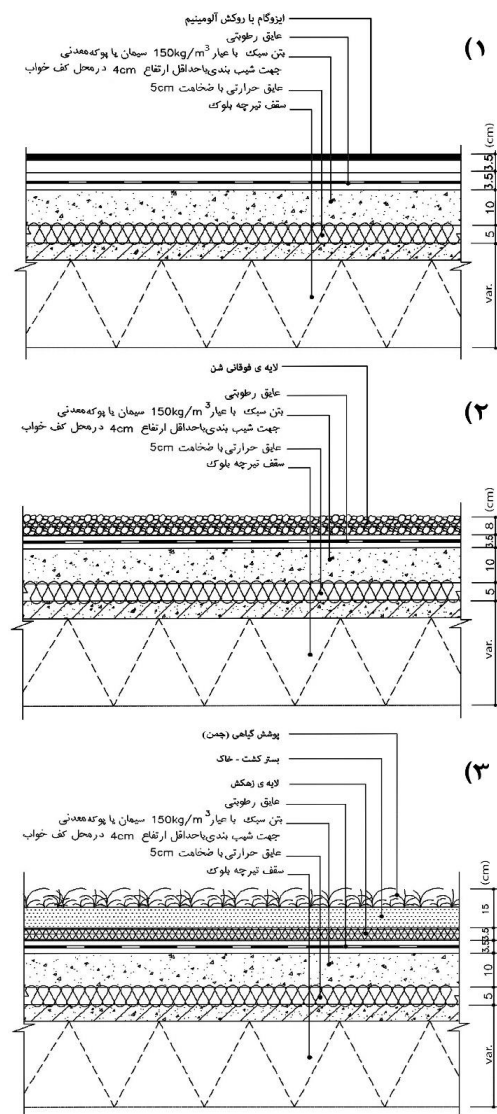 ۱)
ایزوگام با روکش آلومینیم
عایق رطوبتی
بتن سبک با عیار 150kg/m³ سیمان یا پوکه معدنی
جهت شیب بندی باحداقل ارتفاع 4cm درمحل کف خواب
عایق حرارتی با ضخامت 5cm
سقف تیرچه بلوک
(cm)
3.5
3.5
10
5
var.
۲)
لایه ی فوقانی شن
عایق رطوبتی
بتن سبک با عیار 150kg/m³ سیمان یا پوکه معدنی
جهت شیب بندی باحداقل ارتفاع 4cm درمحل کف خواب
عایق حرارتی با ضخامت 5cm
سقف تیرچه بلوک
(cm)
8
3.5
10
5
var.
۳)
پوشش گیاهی (چمن)
بستر کشت - خاک
لایه ی زهکش
عایق رطوبتی
بتن سبک با عیار 150kg/m³ سیمان یا پوکه معدنی
جهت شیب بندی باحداقل ارتفاع 4cm درمحل کف خواب
عایق حرارتی با ضخامت 5cm
سقف تیرچه بلوک
(cm)
15
3.5
3.5
10
5
var.